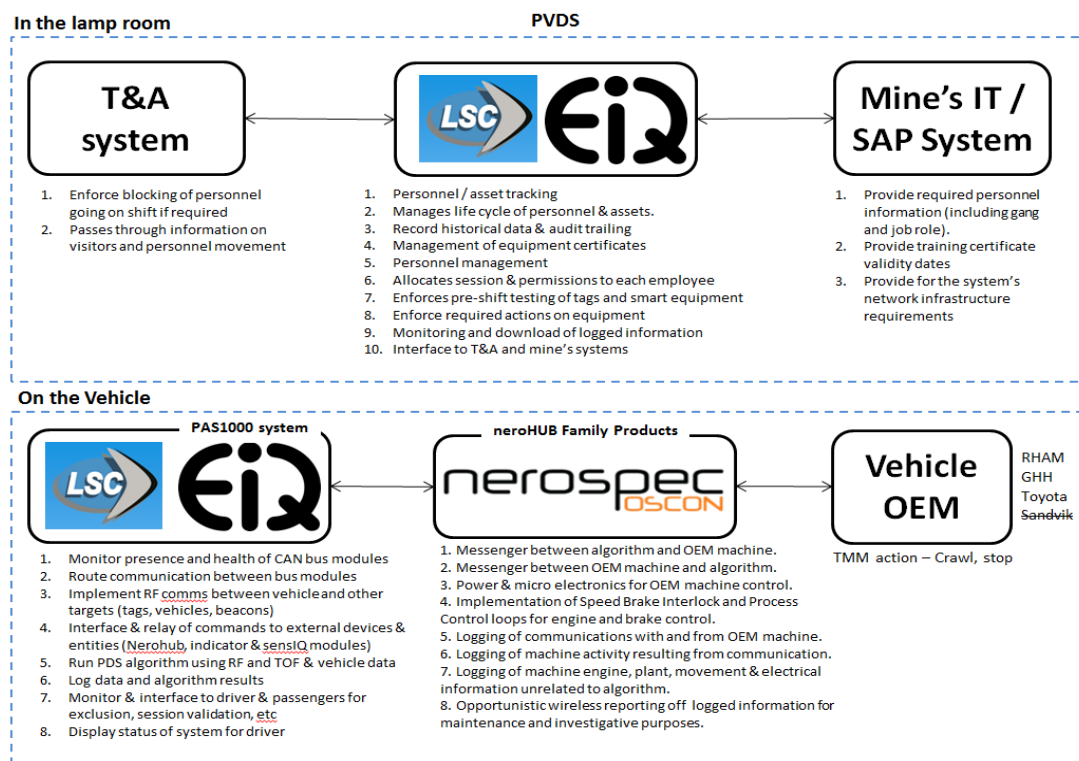 In the lamp room
PVDS
T&A
system
LSC
EiQ
Mine's IT /
SAP System
1. Enforce blocking of personnel
going on shift if required
2. Passes through information on
visitors and personnel movement
1. Personnel / asset tracking
2. Manages life cycle of personnel & assets.
3. Record historical data & audit trailing
4. Management of equipment certificates
5. Personnel management
6. Allocates session & permissions to each employee
7. Enforces pre-shift testing of tags and smart equipment
8. Enforce required actions on equipment
9. Monitoring and download of logged information
10. Interface to T&A and mine's systems
1. Provide required personnel
information (including gang
and job role).
2. Provide training certificate
validity dates
3. Provide for the system's
network infrastructure
requirements
On the Vehicle
PAS1000 system
LSC
EiQ
neroHUB Family Products
nerospec
OSCON
Vehicle
OEM
RHAM
GHH
Toyota
Sandvik
1. Monitor presence and health of CAN bus modules
2. Route communication between bus modules
3. Implement RF comms between vehicle and other
targets (tags, vehicles, beacons)
4. Interface & relay of commands to external devices &
entities (Nerohub, indicator & sensIQ modules)
5. Run PDS algorithm using RF and TOF & vehicle data
6. Log data and algorithm results
7. Monitor & interface to driver & passengers for
exclusion, session validation, etc
8. Display status of system for driver
1. Messenger between algorithm and OEM machine.
2. Messenger between OEM machine and algorithm.
3. Power & micro electronics for OEM machine control.
4. Implementation of Speed Brake Interlock and Process
Control loops for engine and brake control.
5. Logging of communications with and from OEM machine.
6. Logging of machine activity resulting from communication.
7. Logging of machine engine, plant, movement & electrical
information unrelated to algorithm.
8. Opportunistic wireless reporting off logged information for
maintenance and investigative purposes.
TMM action – Crawl, stop